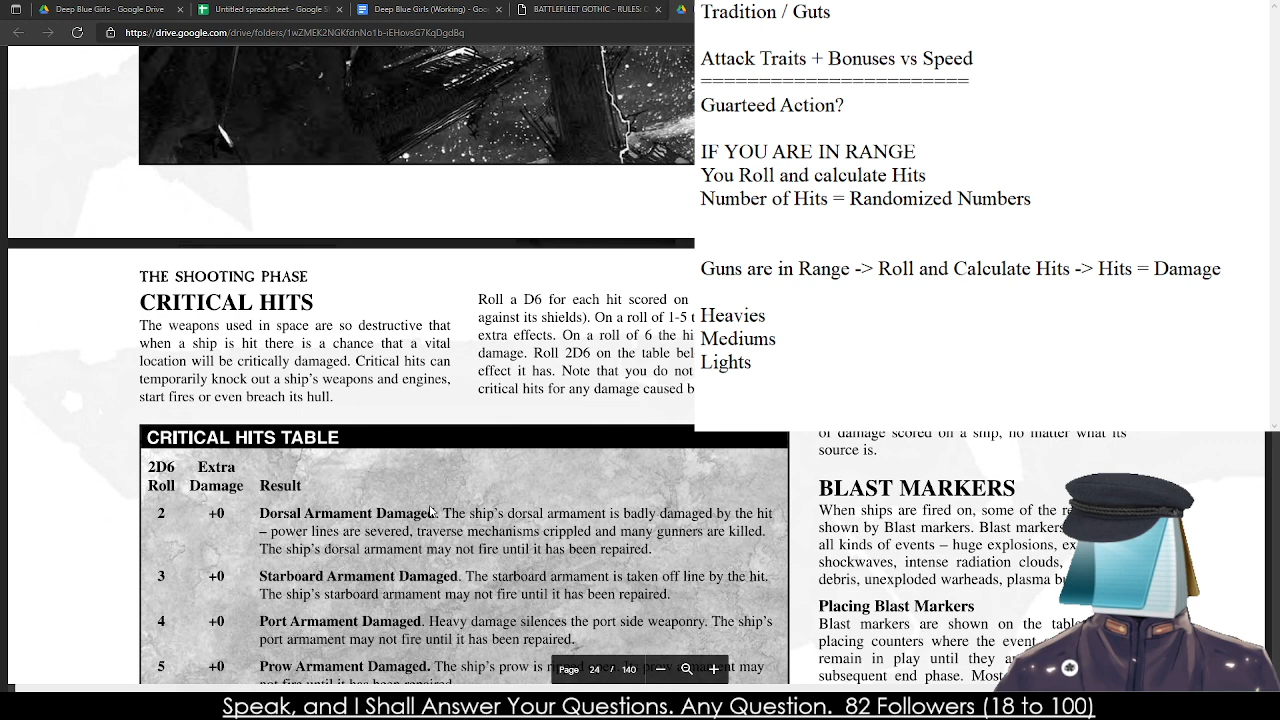 Deep Blue Girls - Google Drive
Untitled spreadsheet - Google S
Deep Blue Girls (Working) - Go
BATTLEFLEET GOTHIC - RULES
https://drive.google.com/drive/folders/1wZMEK2NGKfdnNo1b-iEHovsG7KqDgdBq
Tradition / Guts
Attack Traits + Bonuses vs Speed
=======================
Guarteed Action?
IF YOU ARE IN RANGE
You Roll and calculate Hits
Number of Hits = Randomized Numbers
Guns are in Range -> Roll and Calculate Hits -> Hits = Damage
Heavies
Mediums
Lights
THE SHOOTING PHASE
CRITICAL HITS
The weapons used in space are so destructive that
when a ship is hit there is a chance that a vital
location will be critically damaged. Critical hits can
temporarily knock out a ship's weapons and engines,
start fires or even breach its hull.
Roll a D6 for each hit scored on
against its shields). On a roll of 1-5 t
extra effects. On a roll of 6 the hi
damage. Roll 2D6 on the table bel
effect it has. Note that you do not
critical hits for any damage caused b
CRITICAL HITS TABLE
2D6 Extra
Roll Damage Result
2 +0 Dorsal Armament Damaged. The ship's dorsal armament is badly damaged by the hit
– power lines are severed, traverse mechanisms crippled and many gunners are killed.
The ship's dorsal armament may not fire until it has been repaired.
3 +0 Starboard Armament Damaged. The starboard armament is taken off line by the hit.
The ship's starboard armament may not fire until it has been repaired.
4 +0 Port Armament Damaged. Heavy damage silences the port side weaponry. The ship's
port armament may not fire until it has been repaired.
5 +0 Prow Armament Damaged. The ship's prow is may
not fire until it has been repaired
Page 24 / 140
of damage scored on a ship, no matter what its
source is.
BLAST MARKERS
When ships are fired on, some of the
shown by Blast markers. Blast markers
all kinds of events – huge explosions, ex
shockwaves, intense radiation clouds,
debris, unexploded warheads, plasma bu
Placing Blast Markers
Blast markers are shown on the table
placing counters where the event
remain in play until they a
subsequent end phase. Most
Speak, and I Shall Answer Your Questions. Any Question. 82 Followers (18 to 100)